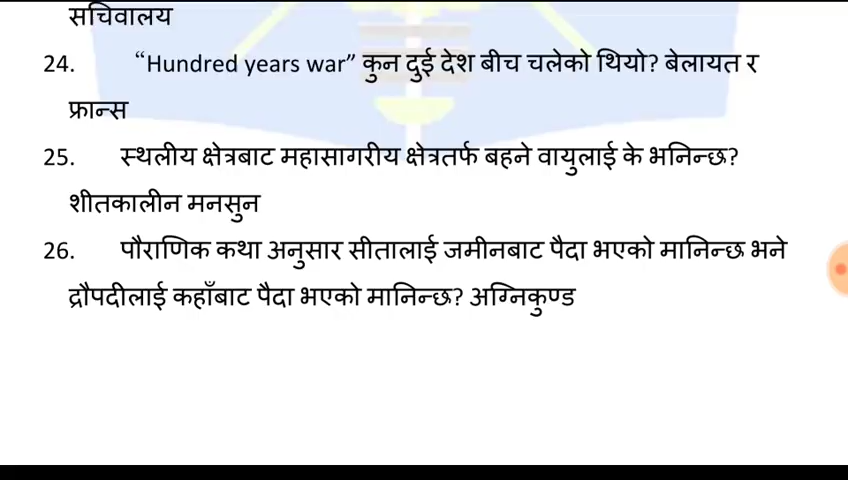 सचिवालय
24. “Hundred years war” कुन दुई देश बीच चलेको थियो? बेलायत र
फ्रान्स
25. स्थलीय क्षेत्रबाट महासागरीय क्षेत्रतर्फ बहने वायुलाई के भनिन्छ?
शीतकालीन मनसुन
26. पौराणिक कथा अनुसार सीतालाई जमीनबाट पैदा भएको मानिन्छ भने
द्रौपदीलाई कहाँबाट पैदा भएको मानिन्छ? अग्निकुण्ड